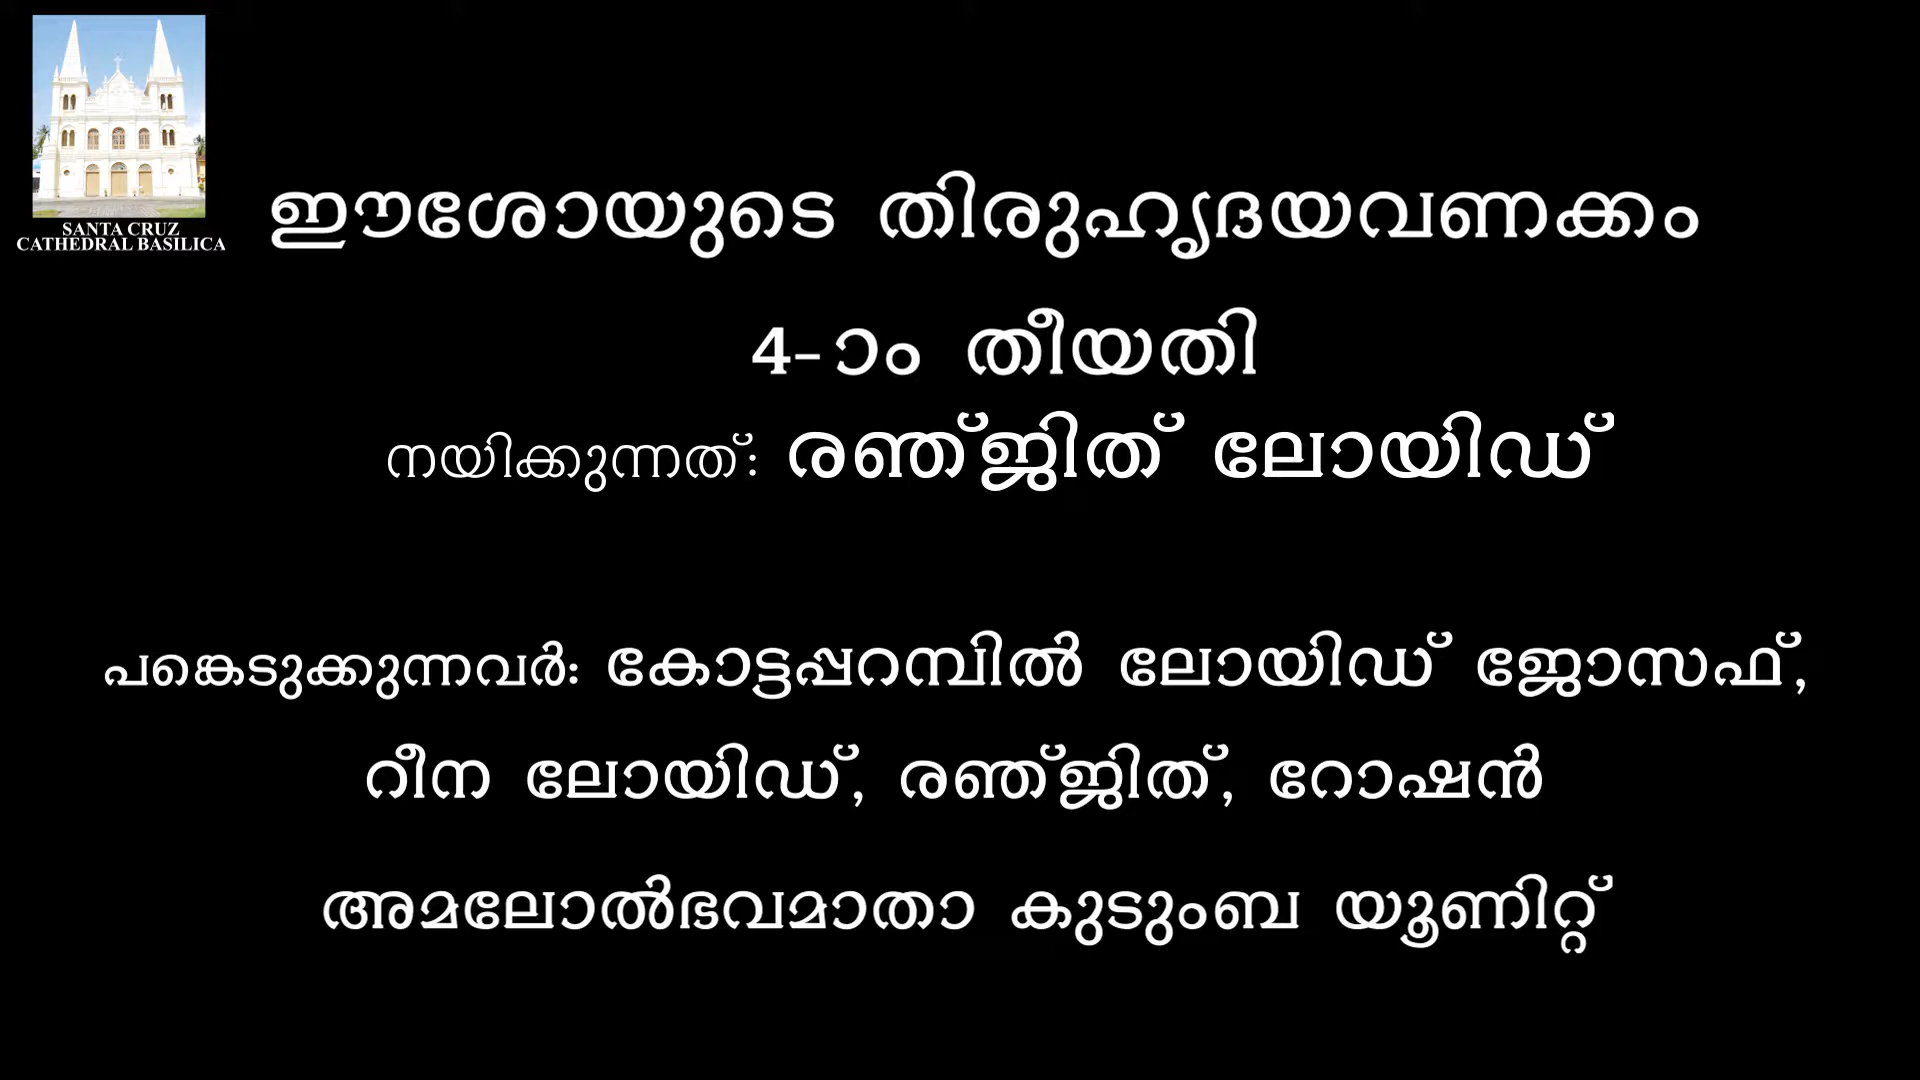 SANTA CRUZ
CATHEDRAL BASILICA
ഈശോയുടെ തിരുഹൃദയവണക്കം
4-ാം തീയതി
നയിക്കുന്നത്: രഞ്ജിത് ലോയിഡ്
പങ്കെടുക്കുന്നവർ: കോട്ടപ്പറമ്പിൽ ലോയിഡ് ജോസഫ്,
റീന ലോയിഡ്, രഞ്ജിത്, റോഷൻ
അമലോൽഭവമാതാ കുടുംബ യൂണിറ്റ്